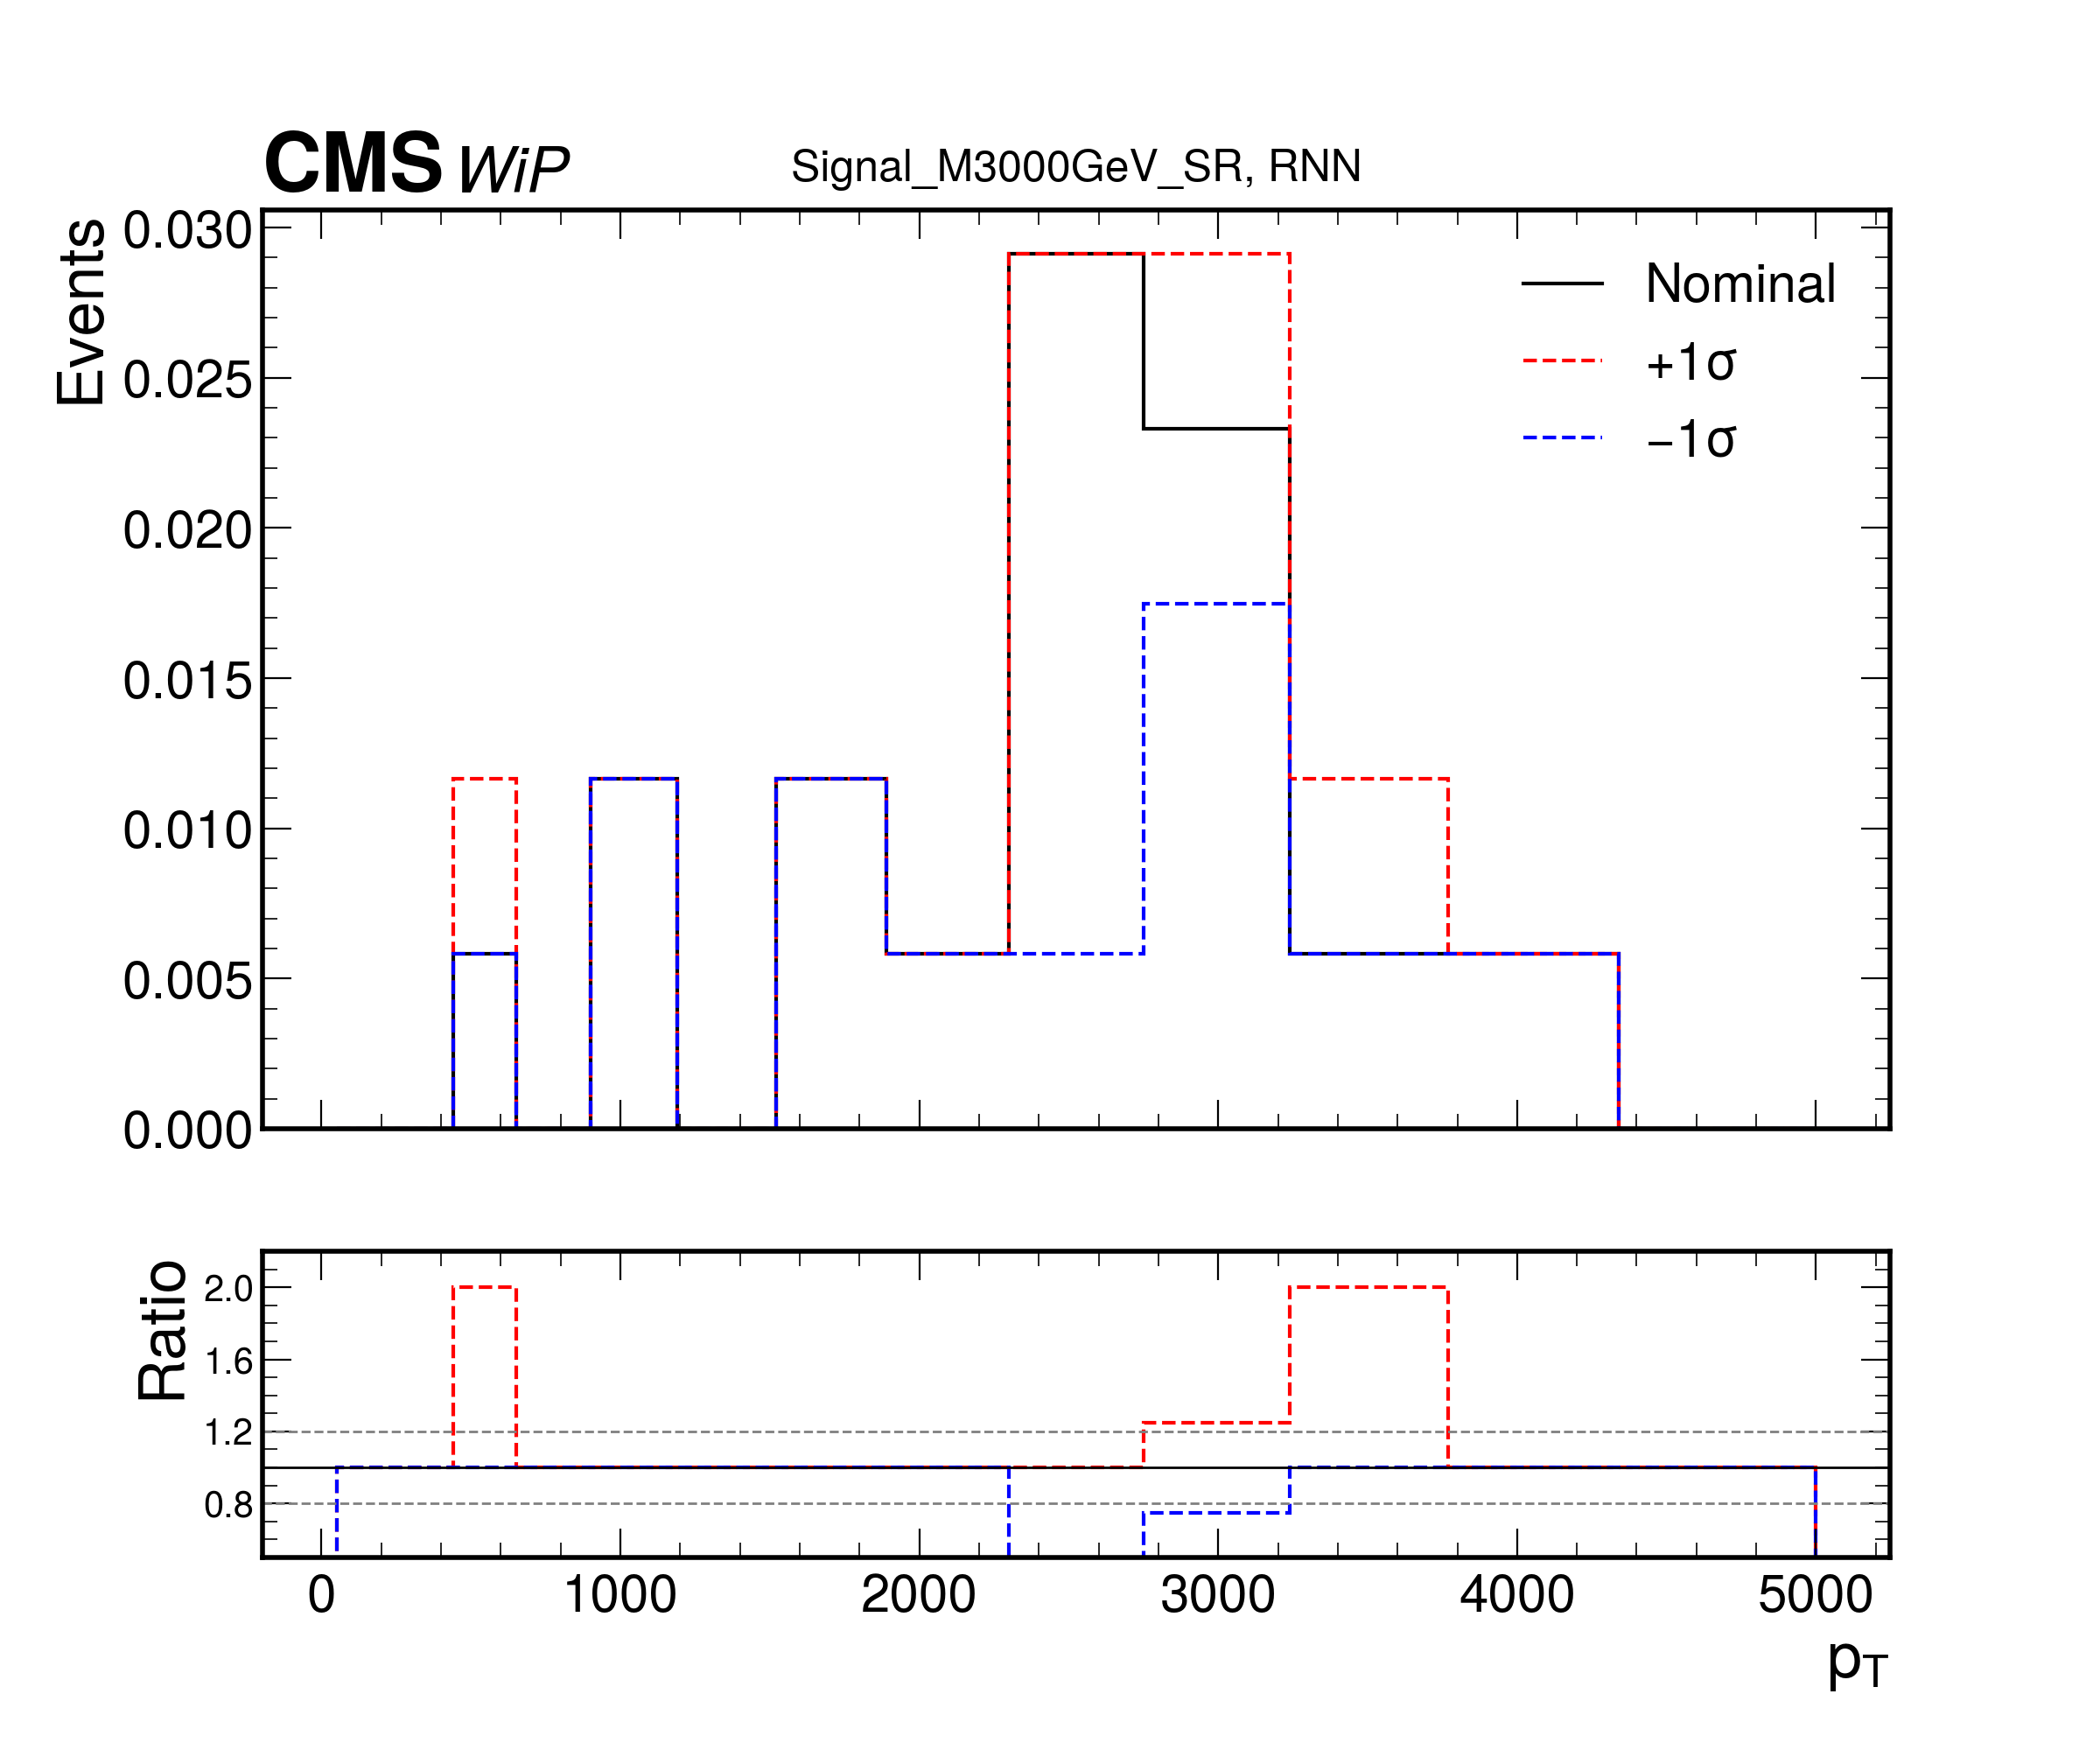 CMS WiP
Signal_M3000GeV_SR, RNN
Events
0.030
0.025
0.020
0.015
0.010
0.005
0.000
Nominal
+1σ
−1σ
Ratio
2.0
1.6
1.2
0.8
0 1000 2000 3000 4000 5000
pT